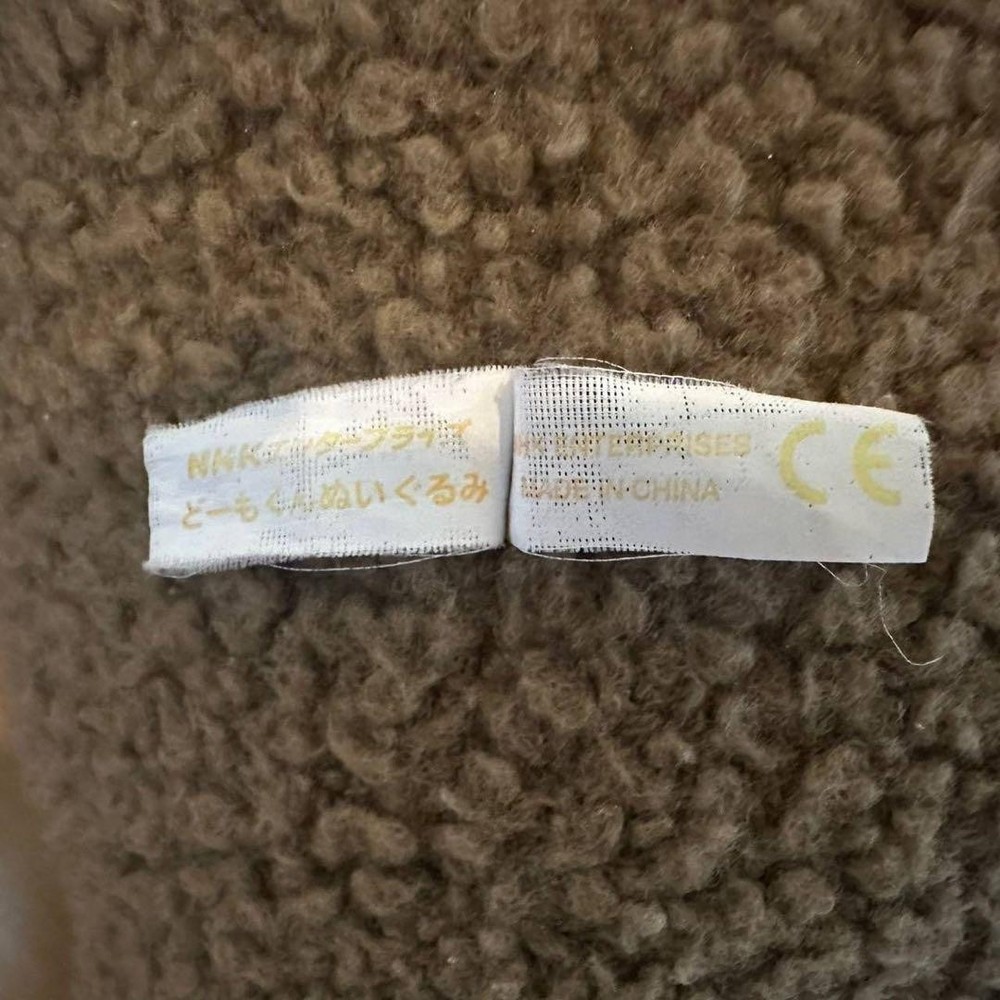 NHKエンタープライズ
どーもくんぬいぐるみ
HK ENTERPRISES
MADE IN CHINA
CE